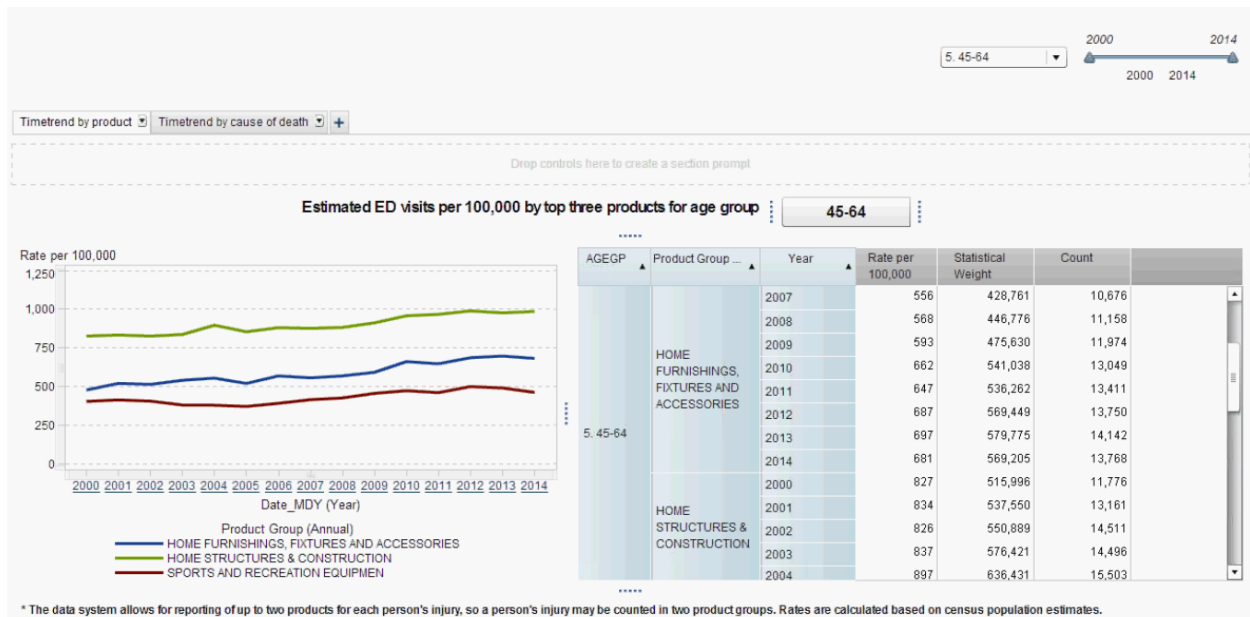 2000 2014
5. 45-64
2000 2014
Timetrend by product Timetrend by cause of death +
Drop controls here to create a section prompt
Estimated ED visits per 100,000 by top three products for age group 45-64
Rate per 100,000
1,250
1,000
750
500
250
0
2000 2001 2002 2003 2004 2005 2006 2007 2008 2009 2010 2011 2012 2013 2014
Date_MDY (Year)
Product Group (Annual)
HOME FURNISHINGS, FIXTURES AND ACCESSORIES
HOME STRUCTURES & CONSTRUCTION
SPORTS AND RECREATION EQUIPMEN
AGEGP Product Group ... Year Rate per 100,000 Statistical Weight Count
5. 45-64
HOME FURNISHINGS, FIXTURES AND ACCESSORIES
2007 556 428,761 10,676
2008 568 446,776 11,158
2009 593 475,630 11,974
2010 662 541,038 13,049
2011 647 536,262 13,411
2012 687 569,449 13,750
2013 697 579,775 14,142
2014 681 569,205 13,768
HOME STRUCTURES & CONSTRUCTION
2000 827 515,996 11,776
2001 834 537,550 13,161
2002 826 550,889 14,511
2003 837 576,421 14,496
2004 897 636,431 15,503
* The data system allows for reporting of up to two products for each person's injury, so a person's injury may be counted in two product groups. Rates are calculated based on census population estimates.